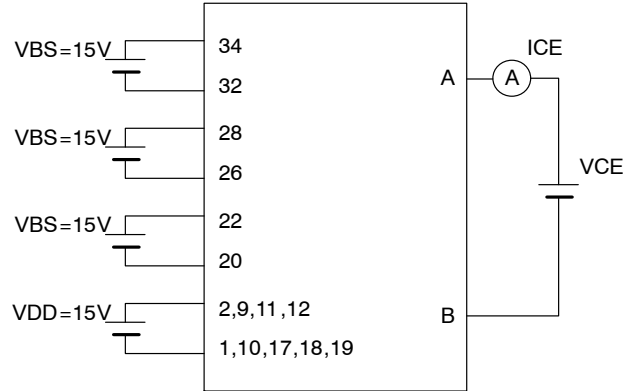 VBS=15V
34
32
VBS=15V
28
26
VBS=15V
22
20
VDD=15V
2,9,11,12
1,10,17,18,19
A
A
ICE
VCE
B